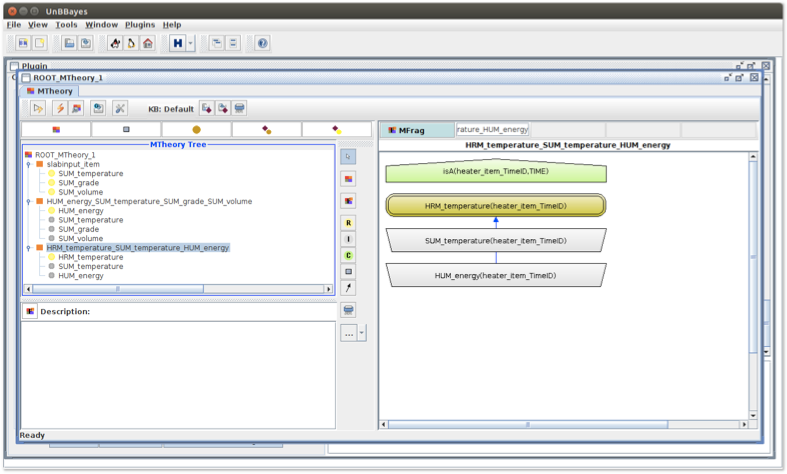 UnBBayes
File View Tools Window Plugins Help
Plugin
ROOT_MTheory_1
MTheory
KB: Default
MTheory Tree
ROOT_MTheory_1
slabinput_item
SUM_temperature
SUM_grade
SUM_volume
HUM_energy_SUM_temperature_SUM_grade_SUM_volume
HUM_energy
SUM_temperature
SUM_grade
SUM_volume
HRM_temperature_SUM_temperature_HUM_energy
HRM_temperature
SUM_temperature
HUM_energy
Description:
R
I
C
...
MFrag
rature_HUM_energy
HRM_temperature_SUM_temperature_HUM_energy
isA(heater_item_TimeID,TIME)
HRM_temperature(heater_item_TimeID)
SUM_temperature(heater_item_TimeID)
HUM_energy(heater_item_TimeID)
Ready